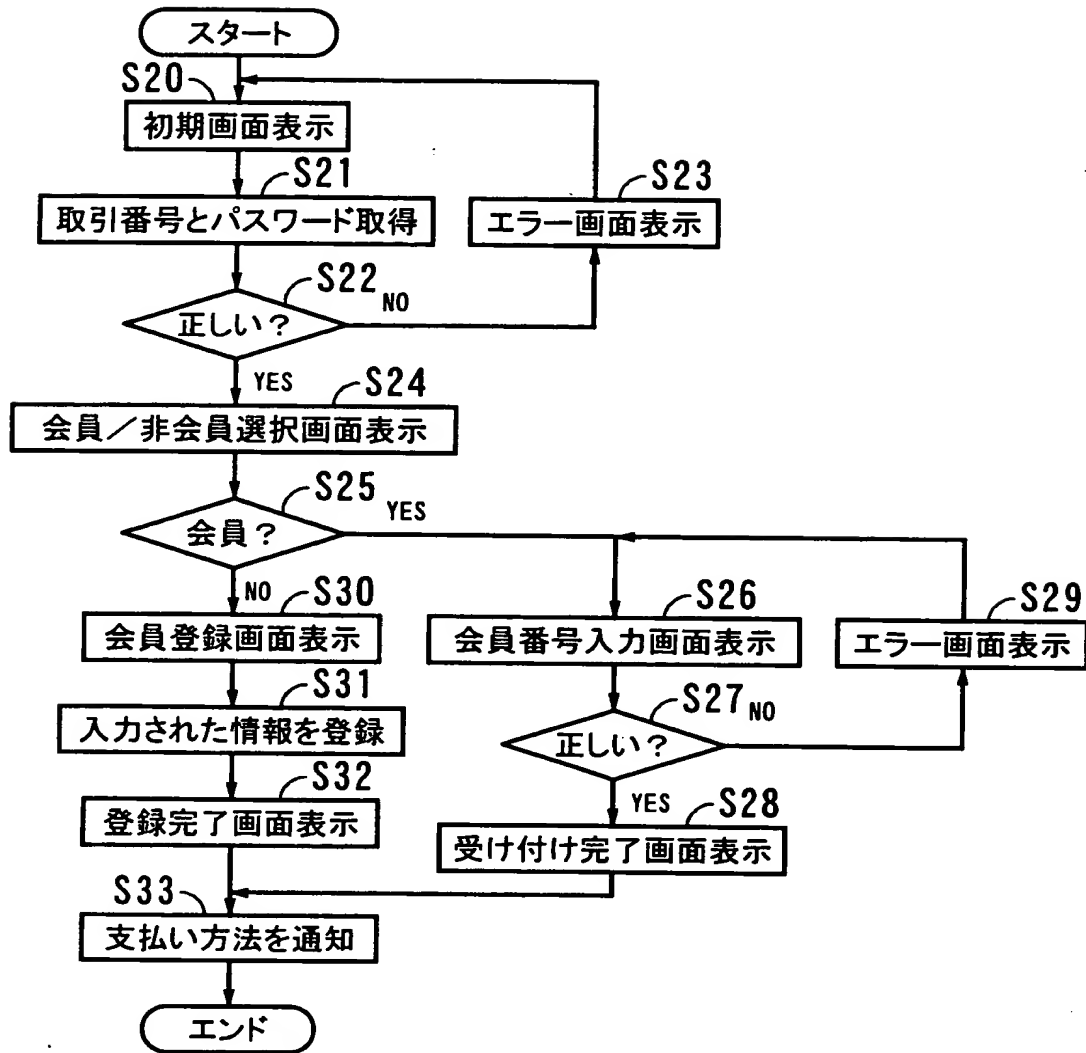 スタート
S20
初期画面表示
S21
取引番号とパスワード取得
S23
エラー画面表示
S22
正しい?
NO
YES
S24
会員/非会員選択画面表示
S25
会員?
YES
NO
S30
会員登録画面表示
S26
会員番号入力画面表示
S29
エラー画面表示
S31
入力された情報を登録
S27
正しい?
NO
YES
S32
登録完了画面表示
S28
受け付け完了画面表示
S33
支払い方法を通知
エンド